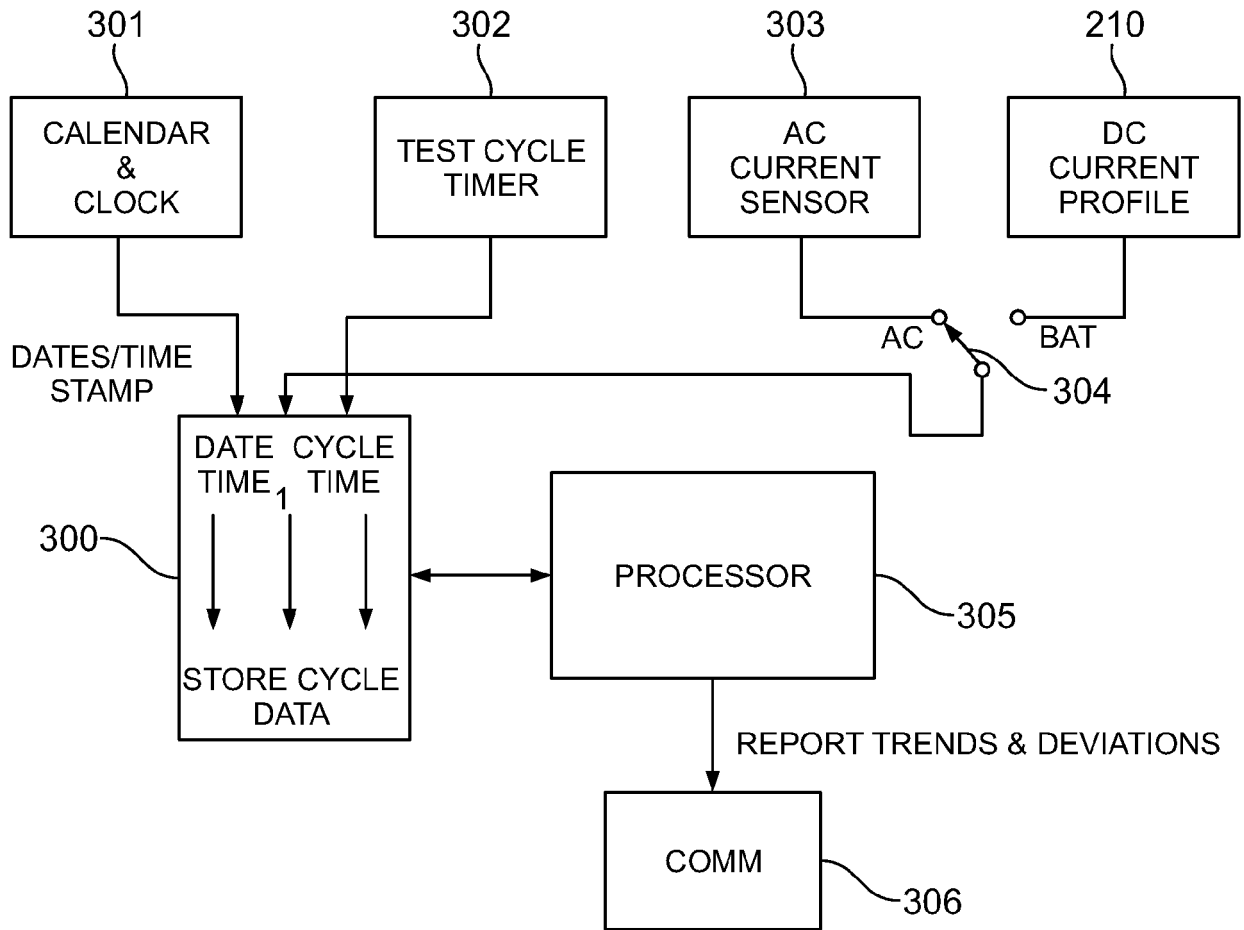 301
302
303
210
CALENDAR
&
CLOCK
TEST CYCLE
TIMER
AC
CURRENT
SENSOR
DC
CURRENT
PROFILE
DATES/TIME
STAMP
AC
BAT
304
DATE CYCLE
TIME 1 TIME
300
STORE CYCLE
DATA
PROCESSOR
305
REPORT TRENDS & DEVIATIONS
COMM
306